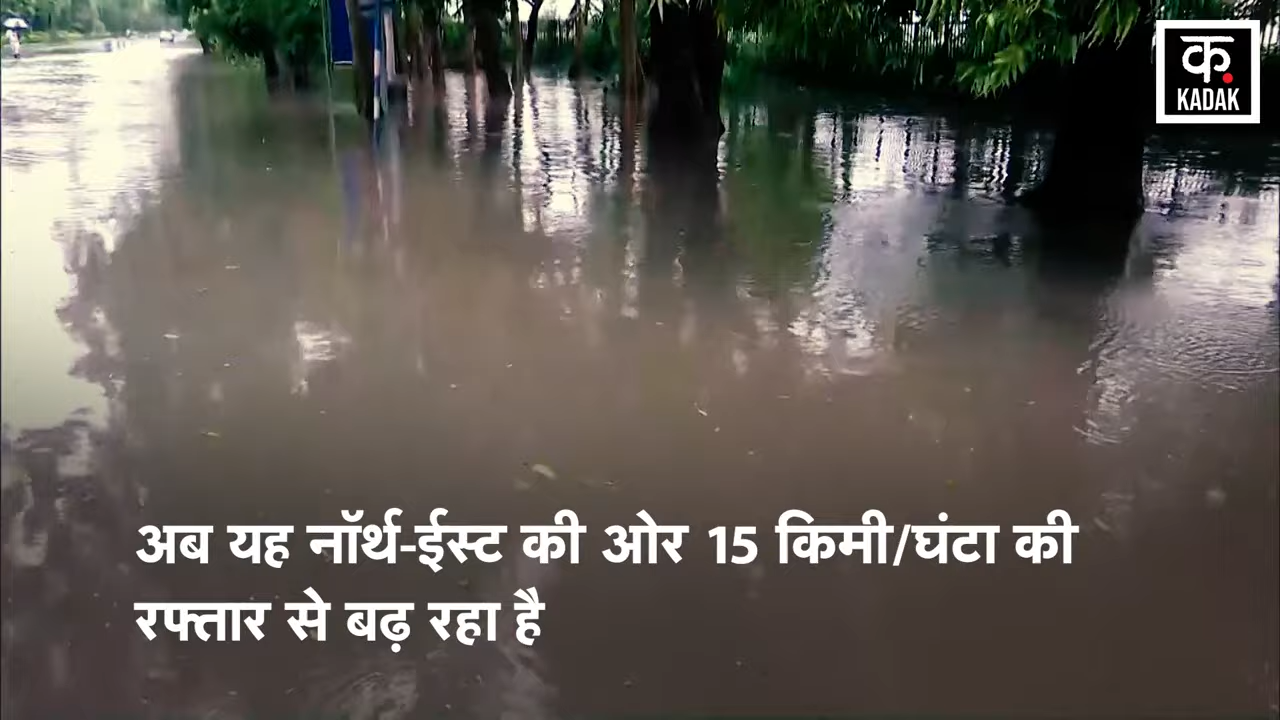 क.
KADAK
अब यह नॉर्थ-ईस्ट की ओर 15 किमी/घंटा की
रफ्तार से बढ़ रहा है